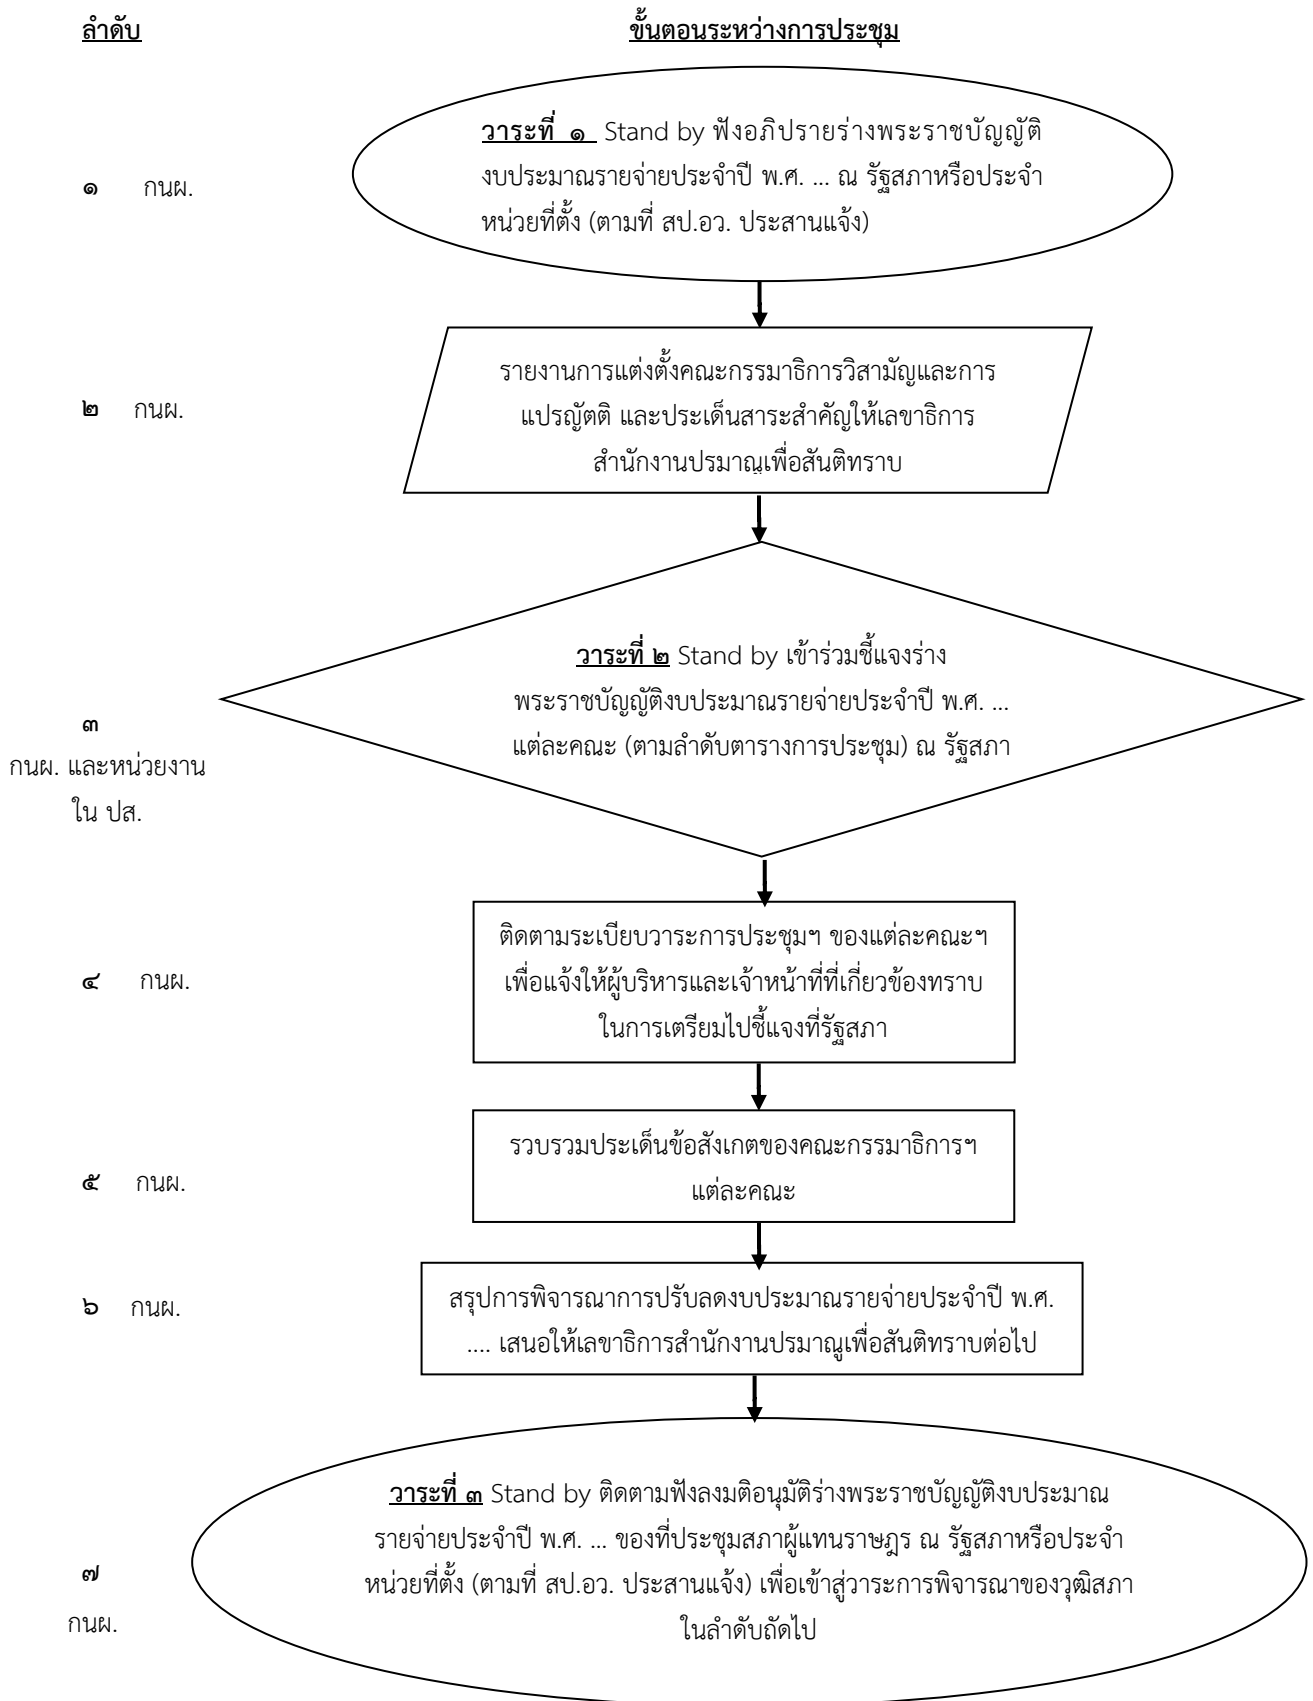 ลำดับ ขั้นตอนระหว่างการประชุม
วาระที่ ๑ Stand by ฟังอภิปรายร่างพระราชบัญญัติ
งบประมาณรายจ่ายประจำปี พ.ศ. ... ณ รัฐสภาหรือประจำ
๑ กนผ.
หน่วยที่ตั้ง (ตามที่ สป.อว. ประสานแจ้ง)
รายงานการแต่งตั้งคณะกรรมาธิการวิสามัญและการ
๒ กนผ.
แปรญัตติ และประเด็นสาระสำคัญให้เลขาธิการ
สำนักงานปรมาณูเพื่อสันติทราบ
วาระที่ ๒ Stand by เข้าร่วมชี้แจงร่าง
พระราชบัญญัติงบประมาณรายจ่ายประจำปี พ.ศ. ...
แต่ละคณะ (ตามลำดับตารางการประชุม) ณ รัฐสภา
๓
กนผ. และหน่วยงาน
ใน ปส.
ติดตามระเบียบวาระการประชุมฯ ของแต่ละคณะฯ
เพื่อแจ้งให้ผู้บริหารและเจ้าหน้าที่ที่เกี่ยวข้องทราบ
๔ กนผ.
ในการเตรียมไปชี้แจงที่รัฐสภา
รวบรวมประเด็นข้อสังเกตของคณะกรรมาธิการฯ
แต่ละคณะ
๕ กนผ.
สรุปการพิจารณาการปรับลดงบประมาณรายจ่ายประจำปี พ.ศ.
๖ กนผ.
.... เสนอให้เลขาธิการสำนักงานปรมาณูเพื่อสันติทราบต่อไป
วาระที่ ๓ Stand by ติดตามฟังลงมติอนุมัติร่างพระราชบัญญัติงบประมาณ
รายจ่ายประจำปี พ.ศ. ... ของที่ประชุมสภาผู้แทนราษฎร ณ รัฐสภาหรือประจำ
หน่วยที่ตั้ง (ตามที่ สป.อว. ประสานแจ้ง) เพื่อเข้าสู่วาระการพิจารณาของวุฒิสภา
ในลำดับถัดไป
๗
กนผ.